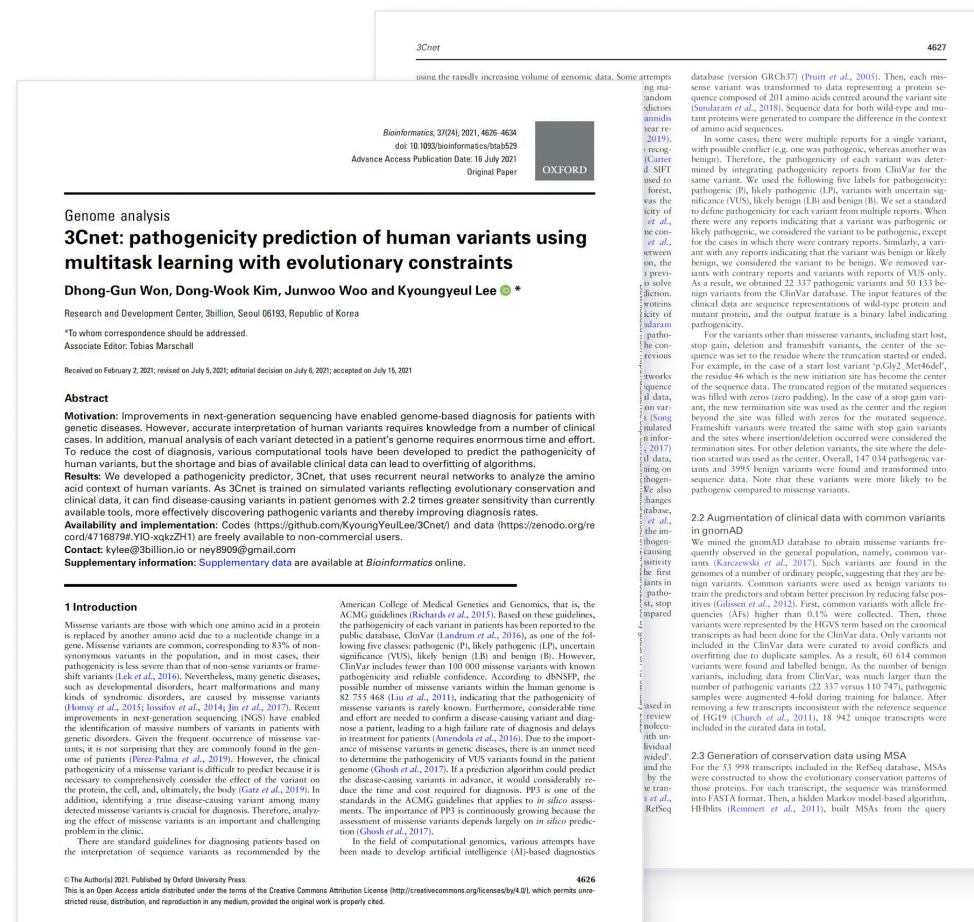 Bioinformatics, 37(24), 2021, 4626–4634
doi: 10.1093/bioinformatics/btab529
Advance Access Publication Date: 16 July 2021
Original Paper
OXFORD
Genome analysis
3Cnet: pathogenicity prediction of human variants using
multitask learning with evolutionary constraints
Dhong-Gun Won, Dong-Wook Kim, Junwoo Woo and Kyoungyeul Lee *
Research and Development Center, 3billion, Seoul 06193, Republic of Korea
*To whom correspondence should be addressed.
Associate Editor: Tobias Marschall
Received on February 2, 2021; revised on July 5, 2021; editorial decision on July 6, 2021; accepted on July 15, 2021
Abstract
Motivation: Improvements in next-generation sequencing have enabled genome-based diagnosis for patients with
genetic diseases. However, accurate interpretation of human variants requires knowledge from a number of clinical
cases. In addition, manual analysis of each variant detected in a patient's genome requires enormous time and effort.
To reduce the cost of diagnosis, various computational tools have been developed to predict the pathogenicity of
human variants, but the shortage and bias of available clinical data can lead to overfitting of algorithms.
Results: We developed a pathogenicity predictor, 3Cnet, that uses recurrent neural networks to analyze the amino
acid context of human variants. As 3Cnet is trained on simulated variants reflecting evolutionary conservation and
clinical data, it can find disease-causing variants in patient genomes with 2.2 times greater sensitivity than currently
available tools, more effectively discovering pathogenic variants and thereby improving diagnosis rates.
Availability and implementation: Codes (https://github.com/KyoungYeulLee/3Cnet/) and data (https://zenodo.org/re
cord/4716879#.YIO-xqkzZH1) are freely available to non-commercial users.
Contact: kylee@3billion.io or ney8909@gmail.com
Supplementary information: Supplementary data are available at Bioinformatics online.
1 Introduction
Missense variants are those with which one amino acid in a protein
is replaced by another amino acid due to a nucleotide change in a
gene. Missense variants are common, corresponding to 83% of non-
synonymous variants in the population, and in most cases, their
pathogenicity is less severe than that of non-sense variants or frame-
shift variants (Lek et al., 2016). Nevertheless, many genetic diseases,
such as developmental disorders, heart malformations and many
kinds of syndromic disorders, are caused by missense variants
(Homsy et al., 2015; Iossifov et al., 2014; Jin et al., 2017). Recent
improvements in next-generation sequencing (NGS) have enabled
the identification of massive numbers of variants in patients with
genetic disorders. Given the frequent occurrence of missense var-
iants, it is not surprising that they are commonly found in the gen-
ome of patients (Pérez-Palma et al., 2019). However, the clinical
pathogenicity of a missense variant is difficult to predict because it is
necessary to comprehensively consider the effect of the variant on
the protein, the cell, and, ultimately, the body (Gatz et al., 2019). In
addition, identifying a true disease-causing variant among many
detected missense variants is crucial for diagnosis. Therefore, analyz-
ing the effect of missense variants is an important and challenging
problem in the clinic.
There are standard guidelines for diagnosing patients based on
the interpretation of sequence variants as recommended by the
American College of Medical Genetics and Genomics, that is, the
ACMG guidelines (Richards et al., 2015). Based on these guidelines,
the pathogenicity of each variant has been reported to the
public database, ClinVar (Landrum et al., 2016), as one of the fol-
lowing five classes: pathogenic (P), likely pathogenic (LP), uncertain
significance (VUS), likely benign (LB) and benign (B). However,
ClinVar includes fewer than 100 000 missense variants with known
pathogenicity and reliable confidence. According to dbNSFP, the
possible number of missense variants within the human genome is
82 755 468 (Liu et al., 2011), indicating that the pathogenicity of
missense variants is rarely known. Furthermore, considerable time
and effort are needed to confirm a disease-causing variant and diag-
nose a patient, leading to a high failure rate of diagnosis and delays
in treatment for patients (Amendola et al., 2016). Due to the import-
ance of missense variants in genetic diseases, there is an unmet need
to determine the pathogenicity of VUS variants found in the patient
genome (Ghosh et al., 2017). If a prediction algorithm could predict
the disease-causing variants in advance, it would considerably re-
duce the time and cost required for diagnosis. PP3 is one of the
standards in the ACMG guidelines that applies to in silico assess-
ments. The importance of PP3 is continuously growing because the
assessment of missense variants depends largely on in silico predic-
tion (Ghosh et al., 2017).
In the field of computational genomics, various attempts have
been made to develop artificial intelligence (AI)-based diagnostics
©The Author(s) 2021. Published by Oxford University Press.
4626
This is an Open Access article distributed under the terms of the Creative Commons Attribution License (http://creativecommons.org/licenses/by/4.0/), which permits unre-
stricted reuse, distribution, and reproduction in any medium, provided the original work is properly cited.
3Cnet
4627
using the rapidly increasing volume of genomic data. Some attempts
database (version GRCh37) (Pruitt et al., 2005). Then, each mis-
sense variant was transformed to data representing a protein se-
quence composed of 201 amino acids centred around the variant site
(Sundaram et al., 2018). Sequence data for both wild-type and mu-
tant proteins were generated to compare the difference in the context
of amino acid sequences.
In some cases, there were multiple reports for a single variant,
with possible conflict (e.g. one was pathogenic, whereas another was
benign). Therefore, the pathogenicity of each variant was deter-
mined by integrating pathogenicity reports from ClinVar for the
same variant. We used the following five labels for pathogenicity:
pathogenic (P), likely pathogenic (LP), variants with uncertain sig-
nificance (VUS), likely benign (LB) and benign (B). We set a standard
to define pathogenicity for each variant from multiple reports. When
there were any reports indicating that a variant was pathogenic or
likely pathogenic, we considered the variant to be pathogenic, except
for the cases in which there were contrary reports. Similarly, a vari-
ant with any reports indicating that the variant was benign or likely
benign, we considered the variant to be benign. We removed var-
iants with contrary reports and variants with reports of VUS only.
As a result, we obtained 22 337 pathogenic variants and 50 133 be-
nign variants from the ClinVar database. The input features of the
clinical data are sequence representations of wild-type protein and
mutant protein, and the output feature is a binary label indicating
pathogenicity.
For the variants other than missense variants, including start lost,
stop gain, deletion and frameshift variants, the center of the se-
quence was set to the residue where the truncation started or ended.
For example, in the case of a start lost variant 'p.Gly2_Met46del',
the residue 46 which is the new initiation site has become the center
of the sequence data. The truncated region of the mutated sequences
was filled with zeros (zero padding). In the case of a stop gain vari-
ant, the new termination site was used as the center and the region
beyond the site was filled with zeros for the mutated sequence.
Frameshift variants were treated the same with stop gain variants
and the sites where insertion/deletion occurred were considered the
termination sites. For other deletion variants, the site where the dele-
tion started was used as the center. Overall, 147 034 pathogenic var-
iants and 3995 benign variants were found and transformed into
sequence data. Note that these variants were more likely to be
pathogenic compared to missense variants.
2.2 Augmentation of clinical data with common variants
in gnomAD
We mined the gnomAD database to obtain missense variants fre-
quently observed in the general population, namely, common var-
iants (Karczewski et al., 2017). Such variants are found in the
genomes of a number of ordinary people, suggesting that they are be-
nign variants. Common variants were used as benign variants to
train the predictors and obtain better precision by reducing false pos-
itives (Gilissen et al., 2012). First, common variants with allele fre-
quencies (AFs) higher than 0.1% were collected. Then, those
variants were represented by the HGVS term based on the canonical
transcripts as had been done for the ClinVar data. Only variants not
included in the ClinVar data were curated to avoid conflicts and
overfitting due to duplicate samples. As a result, 60 614 common
variants were found and labelled benign. As the number of benign
variants, including data from ClinVar, was much larger than the
number of pathogenic variants (22 337 versus 110 747), pathogenic
samples were augmented 4-fold during training for balance. After
removing a few transcripts inconsistent with the reference sequence
of HG19 (Church et al., 2011), 18 942 unique transcripts were
included in the curated data in total.
2.3 Generation of conservation data using MSA
For the 53 998 transcripts included in the RefSeq database, MSAs
were constructed to show the evolutionary conservation patterns of
those proteins. For each transcript, the sequence was transformed
into FASTA format. Then, a hidden Markov model-based algorithm,
HHblits (Remmert et al., 2011), built MSAs from the query